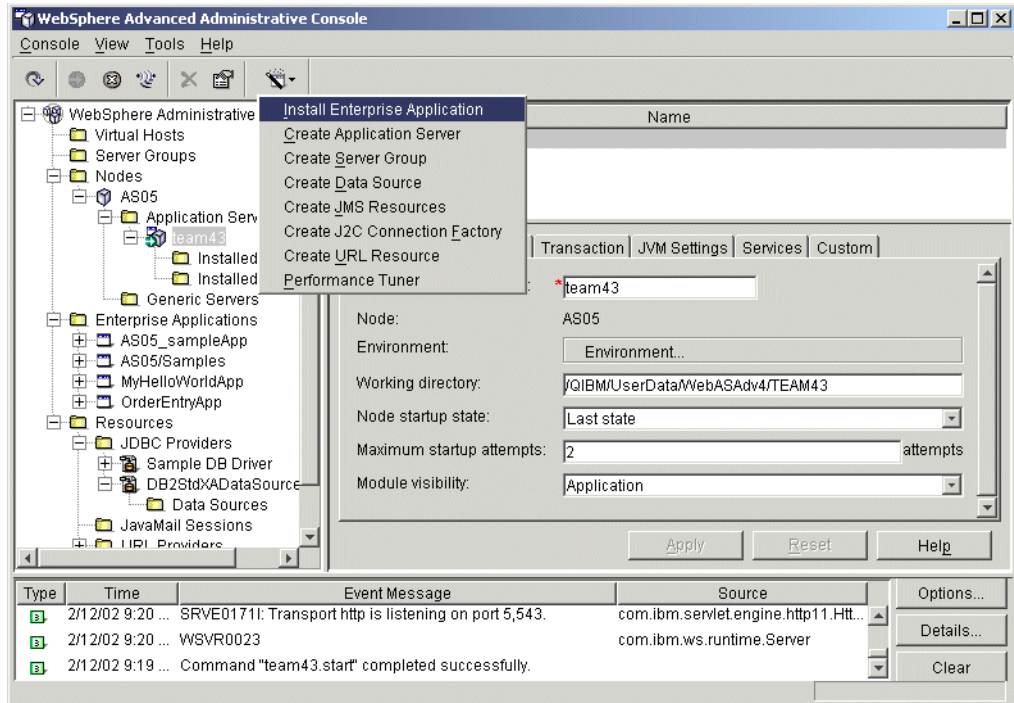 WebSphere Advanced Administrative Console
Console View Tools Help
WebSphere Administrative
Virtual Hosts
Server Groups
Nodes
AS05
Application Serv
team43
Installed
Installed
Generic Servers
Enterprise Applications
AS05_sampleApp
AS05/Samples
MyHelloWorldApp
OrderEntryApp
Resources
JDBC Providers
Sample DB Driver
DB2StdXADataSource
Data Sources
JavaMail Sessions
URL Providers
Install Enterprise Application
Create Application Server
Create Server Group
Create Data Source
Create JMS Resources
Create J2C Connection Factory
Create URL Resource
Performance Tuner
Name
Transaction JVM Settings Services Custom
: *team43
Node: AS05
Environment: Environment...
Working directory: /QIBM/UserData/WebASAdv4/TEAM43
Node startup state: Last state
Maximum startup attempts: 2 attempts
Module visibility: Application
Apply Reset Help
Type Time Event Message Source
2/12/02 9:20 ... SRVE0171I: Transport http is listening on port 5,543. com.ibm.servlet.engine.http11.Htt...
2/12/02 9:20 ... WSVR0023 com.ibm.ws.runtime.Server
2/12/02 9:19 ... Command "team43.start" completed successfully.
Options...
Details...
Clear